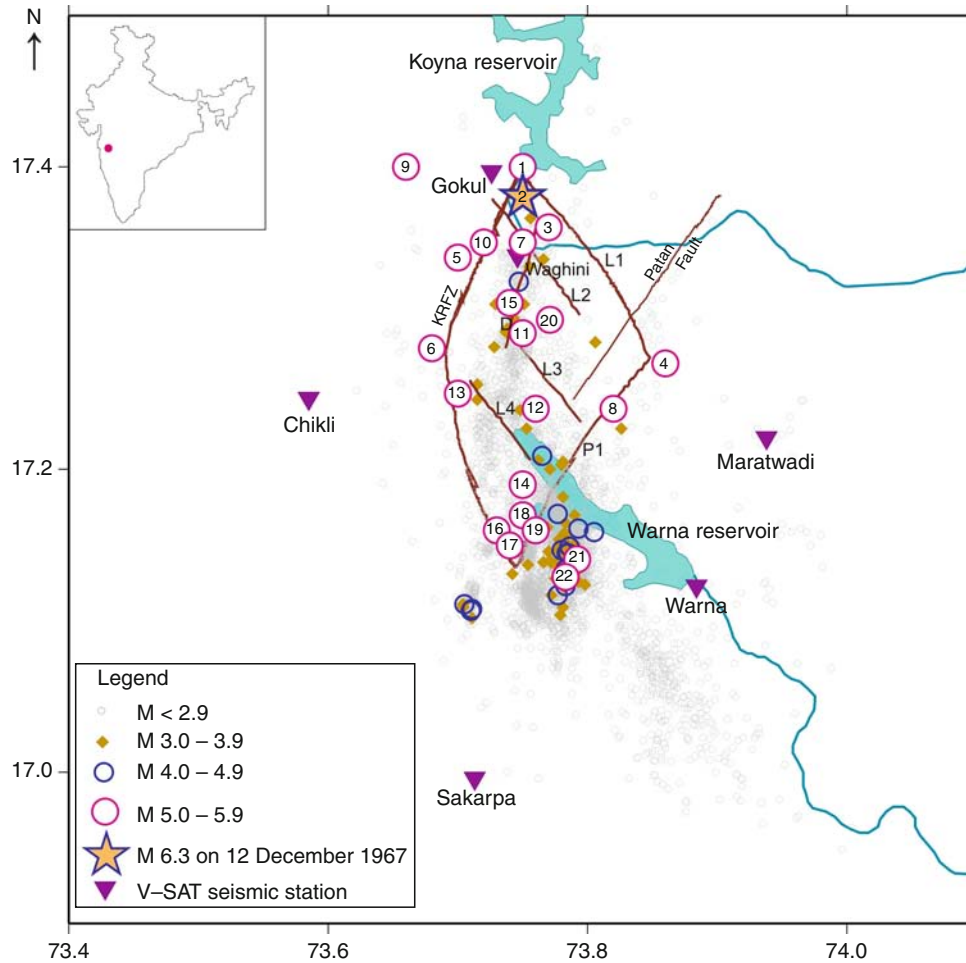 N
Koyna reservoir
17.4
9
1
Gokul
2
3
10
7
5
Waghini
L1
Patan
Fault
KRFZ
L2
15
20
D
11
6
4
L3
13
Chikli
L4
12
8
P1
Maratwadi
17.2
14
18
Warna reservoir
16
19
17
21
22
Warna
Legend
M < 2.9
M 3.0 – 3.9
M 4.0 – 4.9
M 5.0 – 5.9
M 6.3 on 12 December 1967
V–SAT seismic station
17.0
Sakarpa
73.4
73.6
73.8
74.0